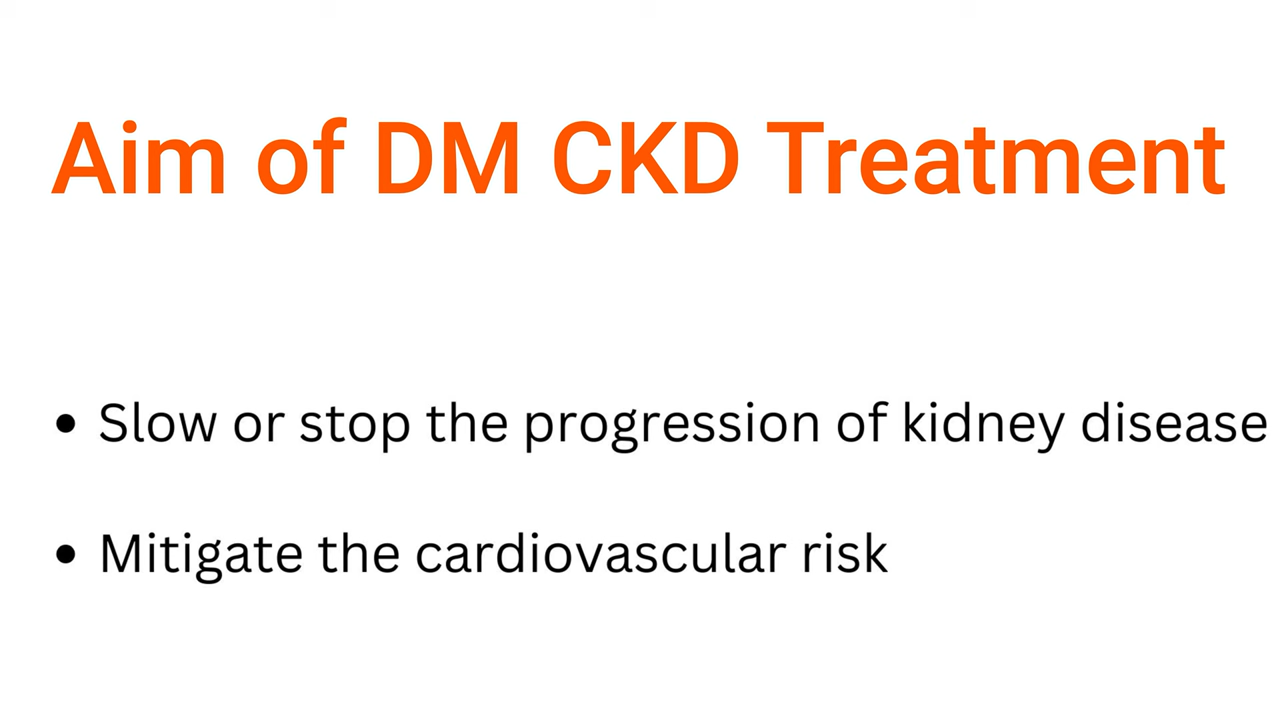 Aim of DM CKD Treatment
• Slow or stop the progression of kidney disease
• Mitigate the cardiovascular risk